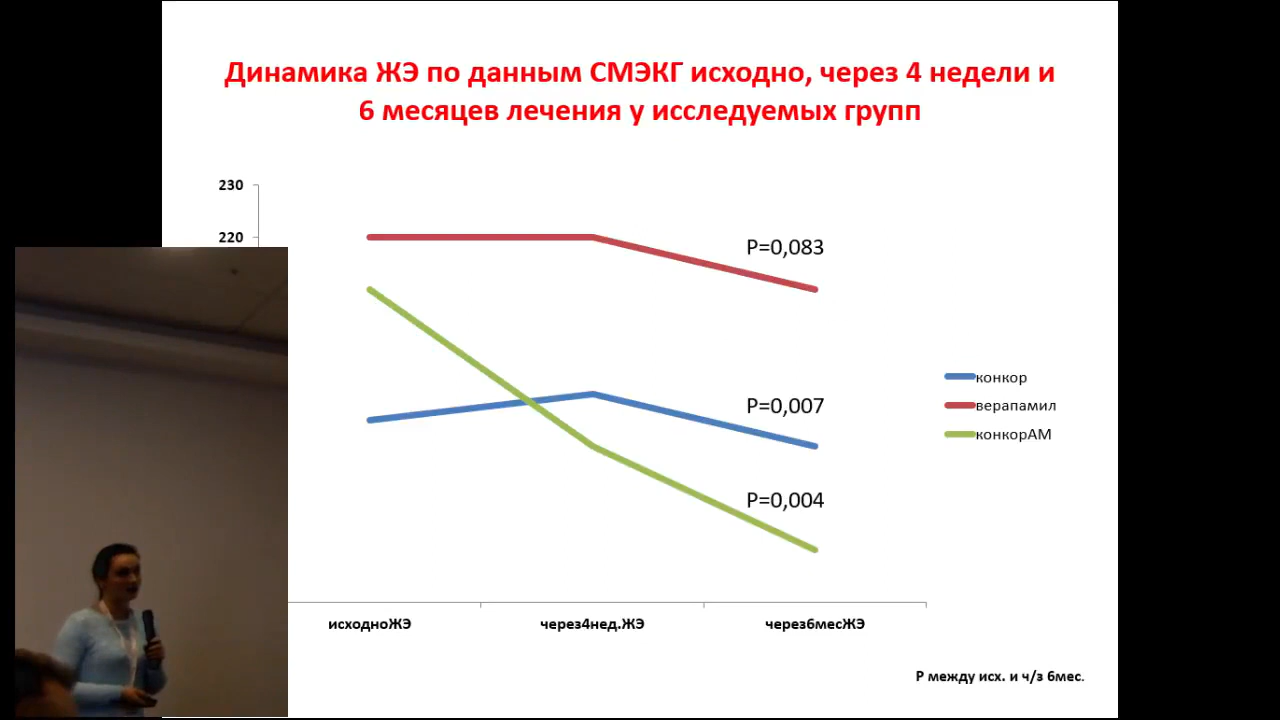 Динамика ЖЭ по данным СМЭКГ исходно, через 4 недели и
6 месяцев лечения у исследуемых групп
230
220
P=0,083
P=0,007
P=0,004
конкор
верапамил
конкорАМ
исходноЖЭ
через4нед.ЖЭ
через6месЖЭ
Р между исх. и ч/з 6мес.